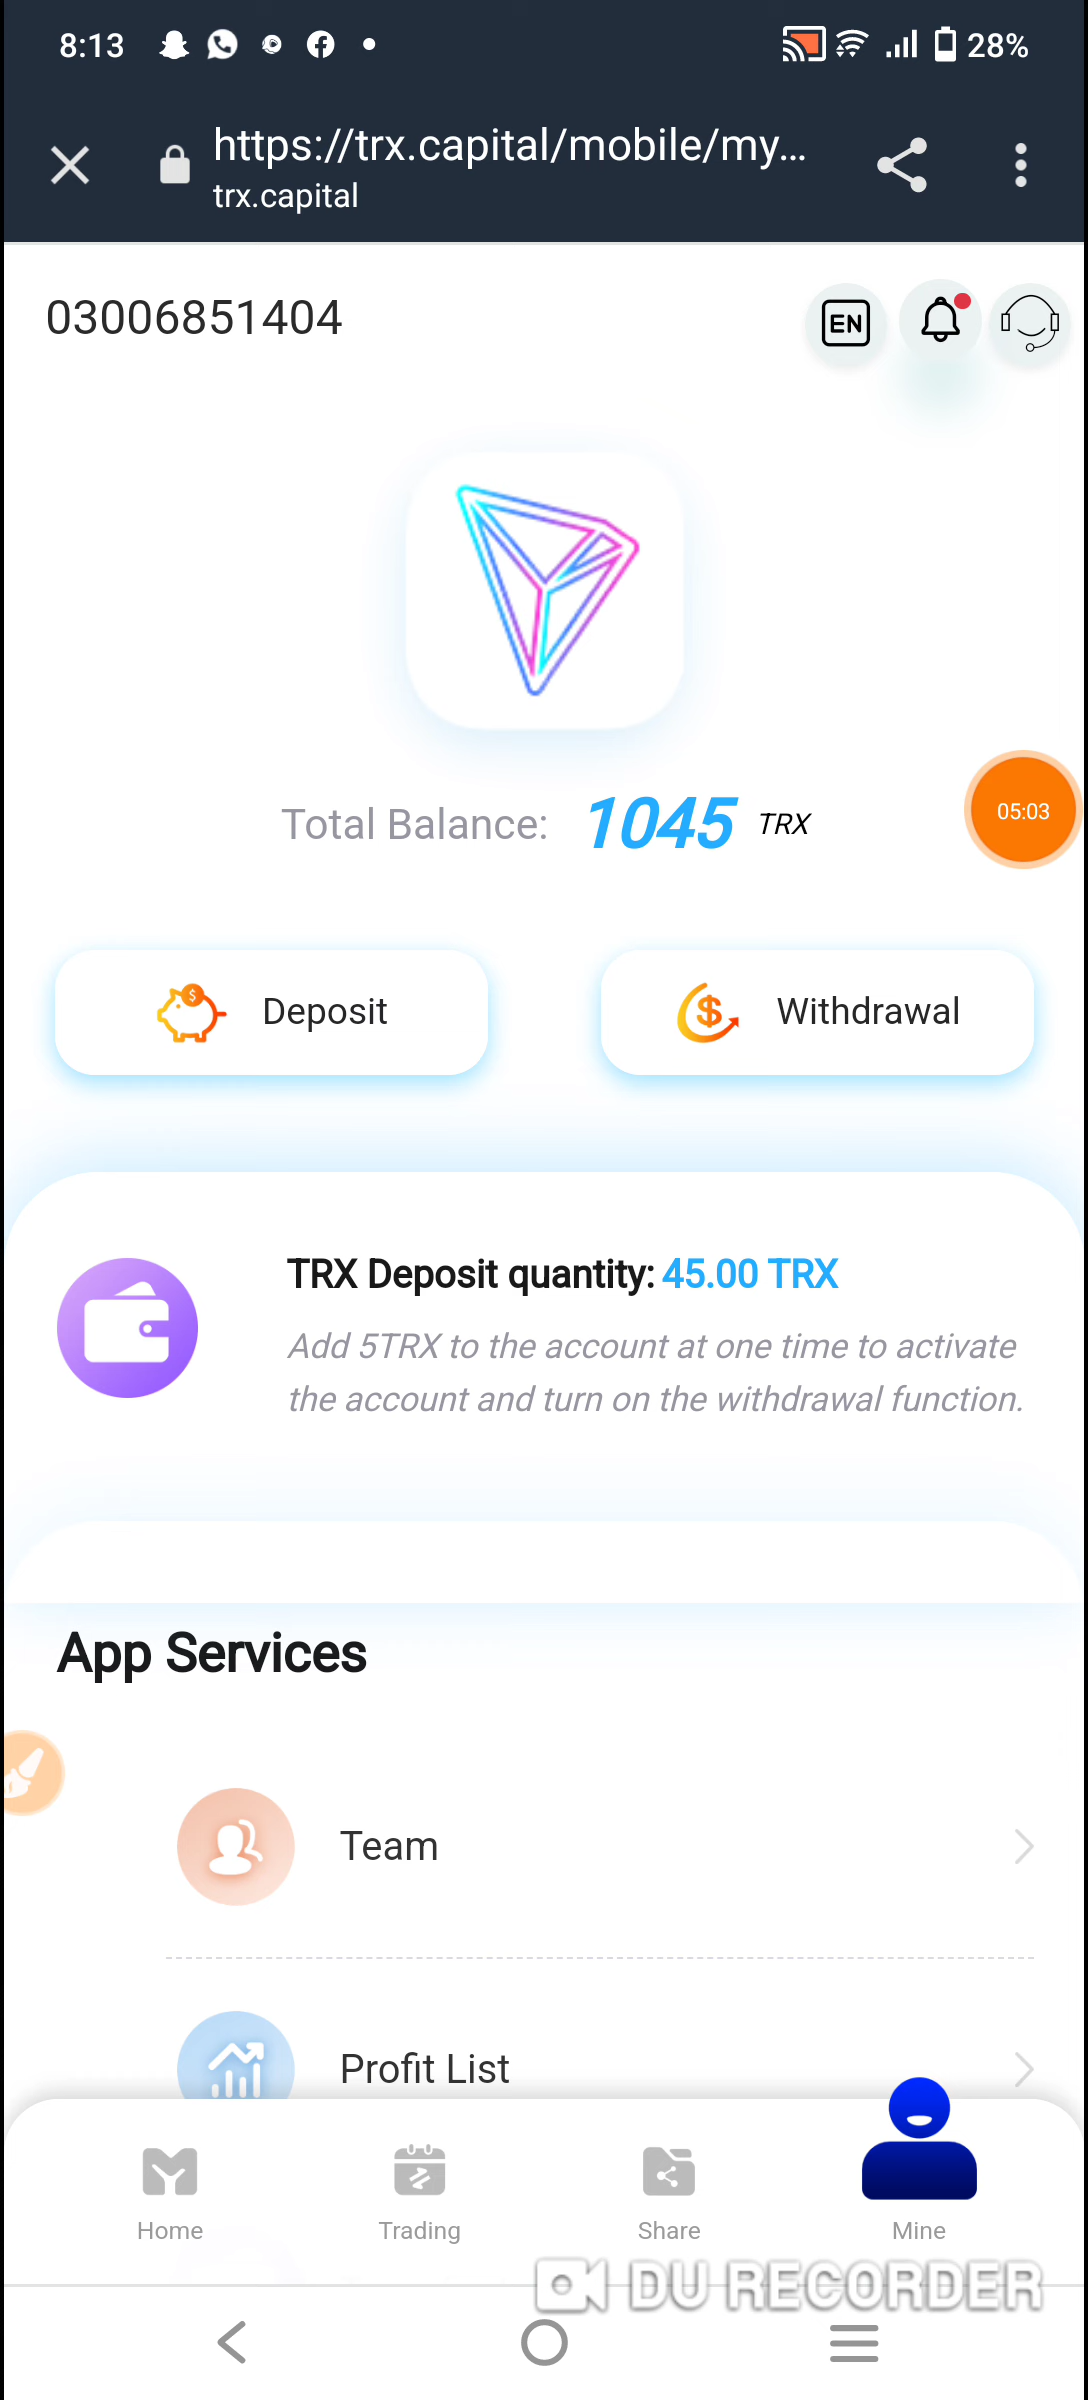 8:13
28%
https://trx.capital/mobile/my...
trx.capital
03006851404
EN
Total Balance: 1045 TRX
05:03
Deposit
Withdrawal
TRX Deposit quantity: 45.00 TRX
Add 5TRX to the account at one time to activate
the account and turn on the withdrawal function.
App Services
Team
Profit List
Home
Trading
Share
Mine
DU RECORDER